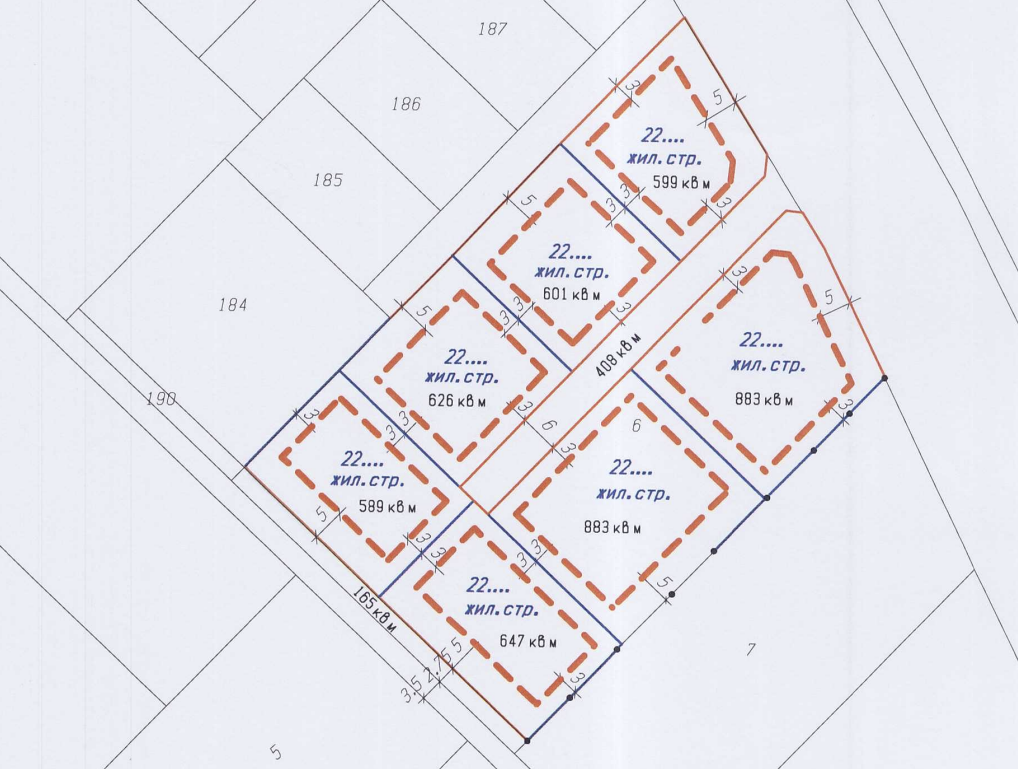 187
186
185
184
190
3
5
22....
жил.стр.
599 кв м
3
3
3
5
22....
жил.стр.
601 кв м
3
3
3
5
22....
жил.стр.
626 кв м
3
3
3
3
22....
жил.стр.
589 кв м
5
3
3
408 кв м
6
3
3
5
22....
жил.стр.
883 кв м
3
6
22....
жил.стр.
883 кв м
3
3
5
22....
жил.стр.
647 кв м
3
165 кв м
3.5
2.75
5
7
5